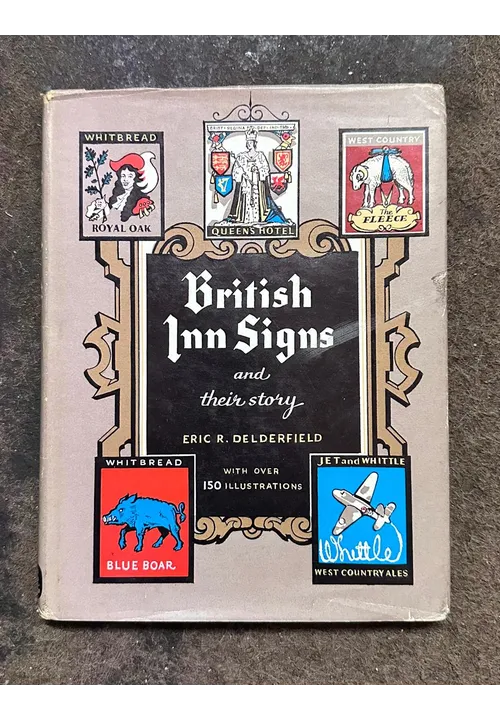 WHITBREAD
ROYAL OAK
QUEENS HOTEL
WEST COUNTRY
The
FLEECE
British
Inn Signs
and
their story
ERIC R. DELDERFIELD
WITH OVER
150 ILLUSTRATIONS
WHITBREAD
BLUE BOAR
JET and WHITTLE
Whittle
WEST COUNTRY ALES